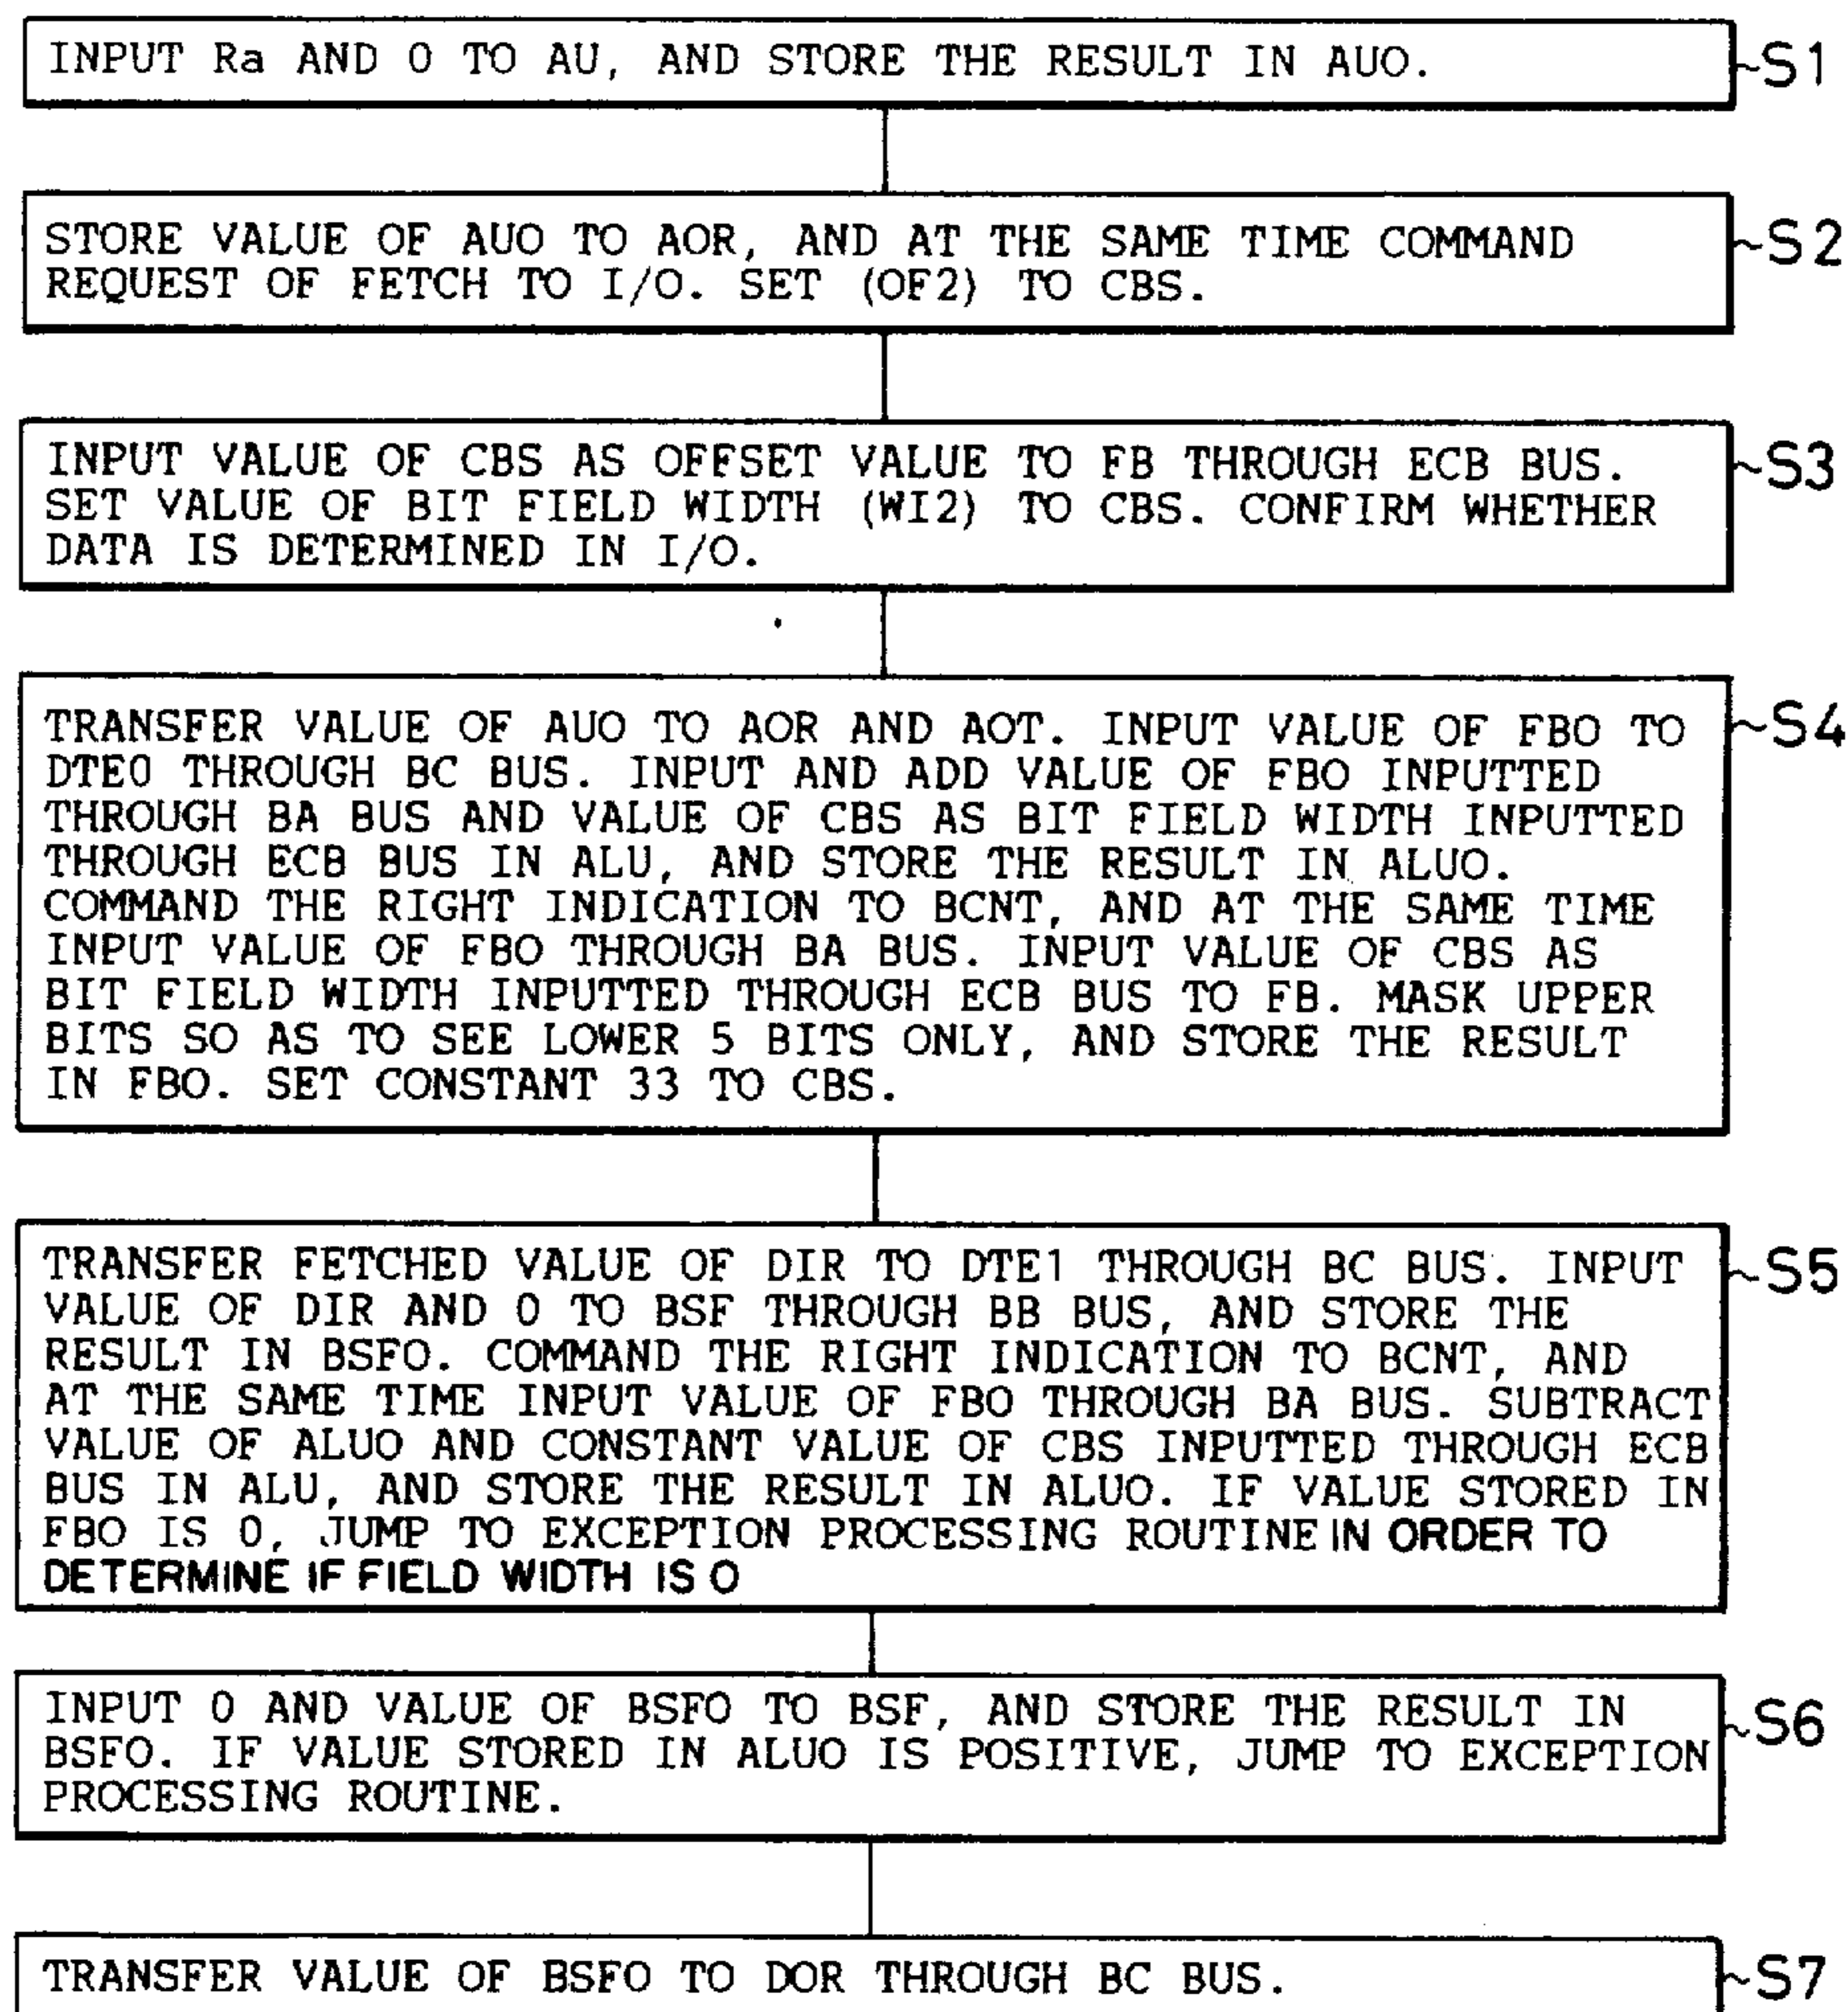 INPUT Ra AND 0 TO AU, AND STORE THE RESULT IN AUO.
~S1
STORE VALUE OF AUO TO AOR, AND AT THE SAME TIME COMMAND
REQUEST OF FETCH TO I/O. SET (OF2) TO CBS.
~S2
INPUT VALUE OF CBS AS OFFSET VALUE TO FB THROUGH ECB BUS.
SET VALUE OF BIT FIELD WIDTH (WI2) TO CBS. CONFIRM WHETHER
DATA IS DETERMINED IN I/O.
~S3
TRANSFER VALUE OF AUO TO AOR AND AOT. INPUT VALUE OF FBO TO
DTE0 THROUGH BC BUS. INPUT AND ADD VALUE OF FBO INPUTTED
THROUGH BA BUS AND VALUE OF CBS AS BIT FIELD WIDTH INPUTTED
THROUGH ECB BUS IN ALU, AND STORE THE RESULT IN ALUO.
COMMAND THE RIGHT INDICATION TO BCNT, AND AT THE SAME TIME
INPUT VALUE OF FBO THROUGH BA BUS. INPUT VALUE OF CBS AS
BIT FIELD WIDTH INPUTTED THROUGH ECB BUS TO FB. MASK UPPER
BITS SO AS TO SEE LOWER 5 BITS ONLY, AND STORE THE RESULT
IN FBO. SET CONSTANT 33 TO CBS.
~S4
TRANSFER FETCHED VALUE OF DIR TO DTE1 THROUGH BC BUS. INPUT
VALUE OF DIR AND 0 TO BSF THROUGH BB BUS, AND STORE THE
RESULT IN BSFO. COMMAND THE RIGHT INDICATION TO BCNT, AND
AT THE SAME TIME INPUT VALUE OF FBO THROUGH BA BUS. SUBTRACT
VALUE OF ALUO AND CONSTANT VALUE OF CBS INPUTTED THROUGH ECB
BUS IN ALU, AND STORE THE RESULT IN ALUO. IF VALUE STORED IN
FBO IS 0, JUMP TO EXCEPTION PROCESSING ROUTINE IN ORDER TO
DETERMINE IF FIELD WIDTH IS 0
~S5
INPUT 0 AND VALUE OF BSFO TO BSF, AND STORE THE RESULT IN
BSFO. IF VALUE STORED IN ALUO IS POSITIVE, JUMP TO EXCEPTION
PROCESSING ROUTINE.
~S6
TRANSFER VALUE OF BSFO TO DOR THROUGH BC BUS.
~S7